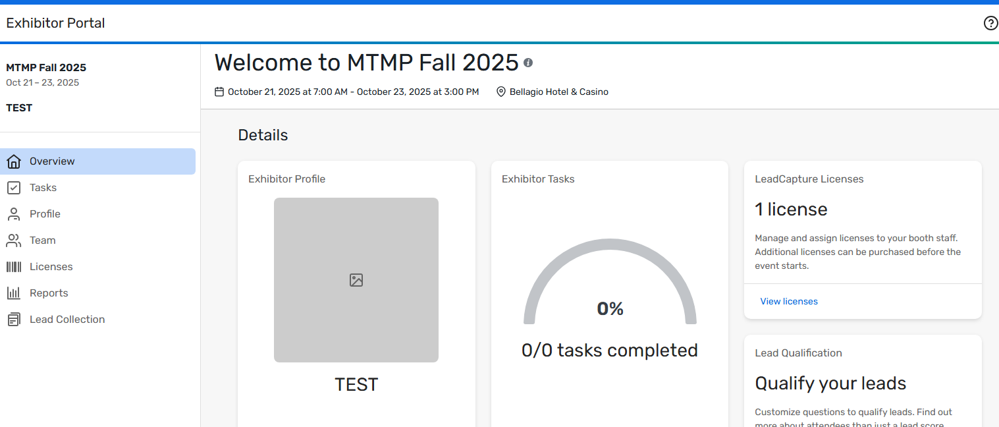 Exhibitor Portal
MTMP Fall 2025
Oct 21 – 23, 2025
TEST
Overview
Tasks
Profile
Team
Licenses
Reports
Lead Collection
Welcome to MTMP Fall 2025
October 21, 2025 at 7:00 AM - October 23, 2025 at 3:00 PM Bellagio Hotel & Casino
Details
Exhibitor Profile
TEST
Exhibitor Tasks
0%
0/0 tasks completed
LeadCapture Licenses
1 license
Manage and assign licenses to your booth staff.
Additional licenses can be purchased before the
event starts.
View licenses
Lead Qualification
Qualify your leads
Customize questions to qualify leads. Find out
more about attendees than just a lead score.